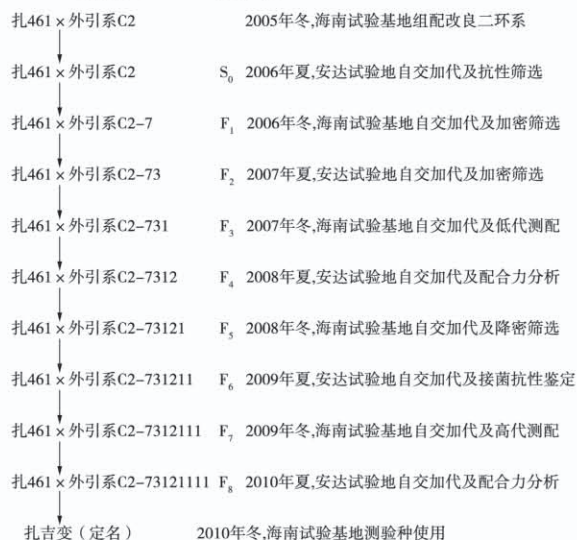 扎461 × 外引系C2 2005年冬,海南试验基地组配改良二环系
扎461 × 外引系C2 S₀ 2006年夏,安达试验地自交加代及抗性筛选
扎461 × 外引系C2-7 F₁ 2006年冬,海南试验基地自交加代及加密筛选
扎461 × 外引系C2-73 F₂ 2007年夏,安达试验地自交加代及加密筛选
扎461 × 外引系C2-731 F₃ 2007年冬,海南试验基地自交加代及低代测配
扎461 × 外引系C2-7312 F₄ 2008年夏,安达试验地自交加代及配合力分析
扎461 × 外引系C2-73121 F₅ 2008年冬,海南试验基地自交加代及降密筛选
扎461 × 外引系C2-731211 F₆ 2009年夏,安达试验地自交加代及接菌抗性鉴定
扎461 × 外引系C2-7312111 F₇ 2009年冬,海南试验基地自交加代及高代测配
扎461 × 外引系C2-73121111 F₈ 2010年夏,安达试验地自交加代及配合力分析
扎吉变(定名) 2010年冬,海南试验基地测验种使用